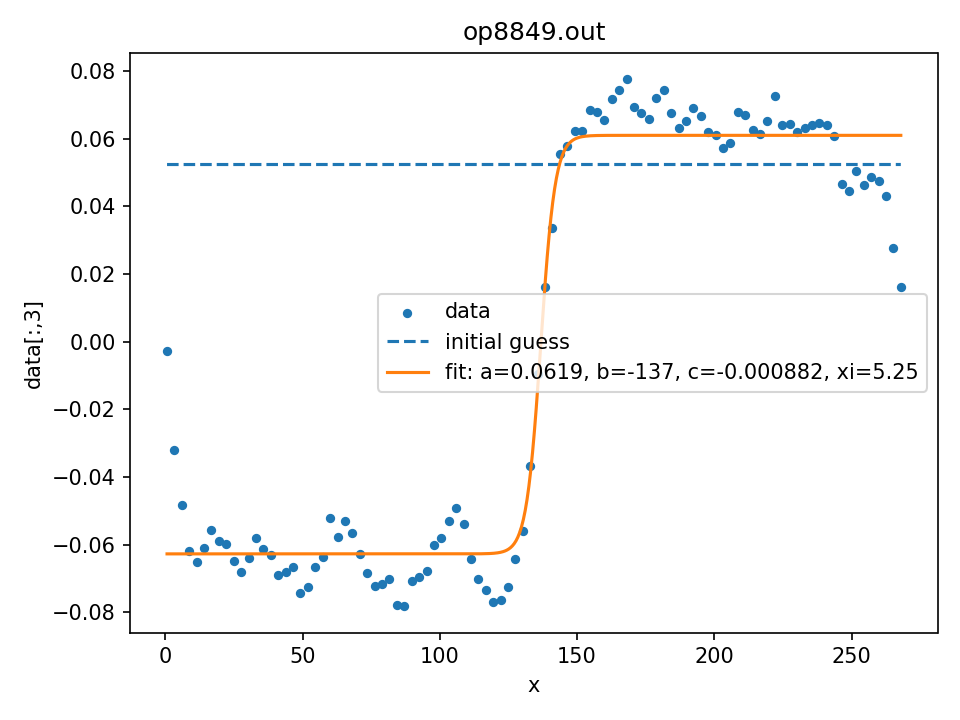 op8849.out
0.08
0.06
0.04
0.02
0.00
−0.02
−0.04
−0.06
−0.08
data[:,3]
data
initial guess
fit: a=0.0619, b=-137, c=-0.000882, xi=5.25
0 50 100 150 200 250
x